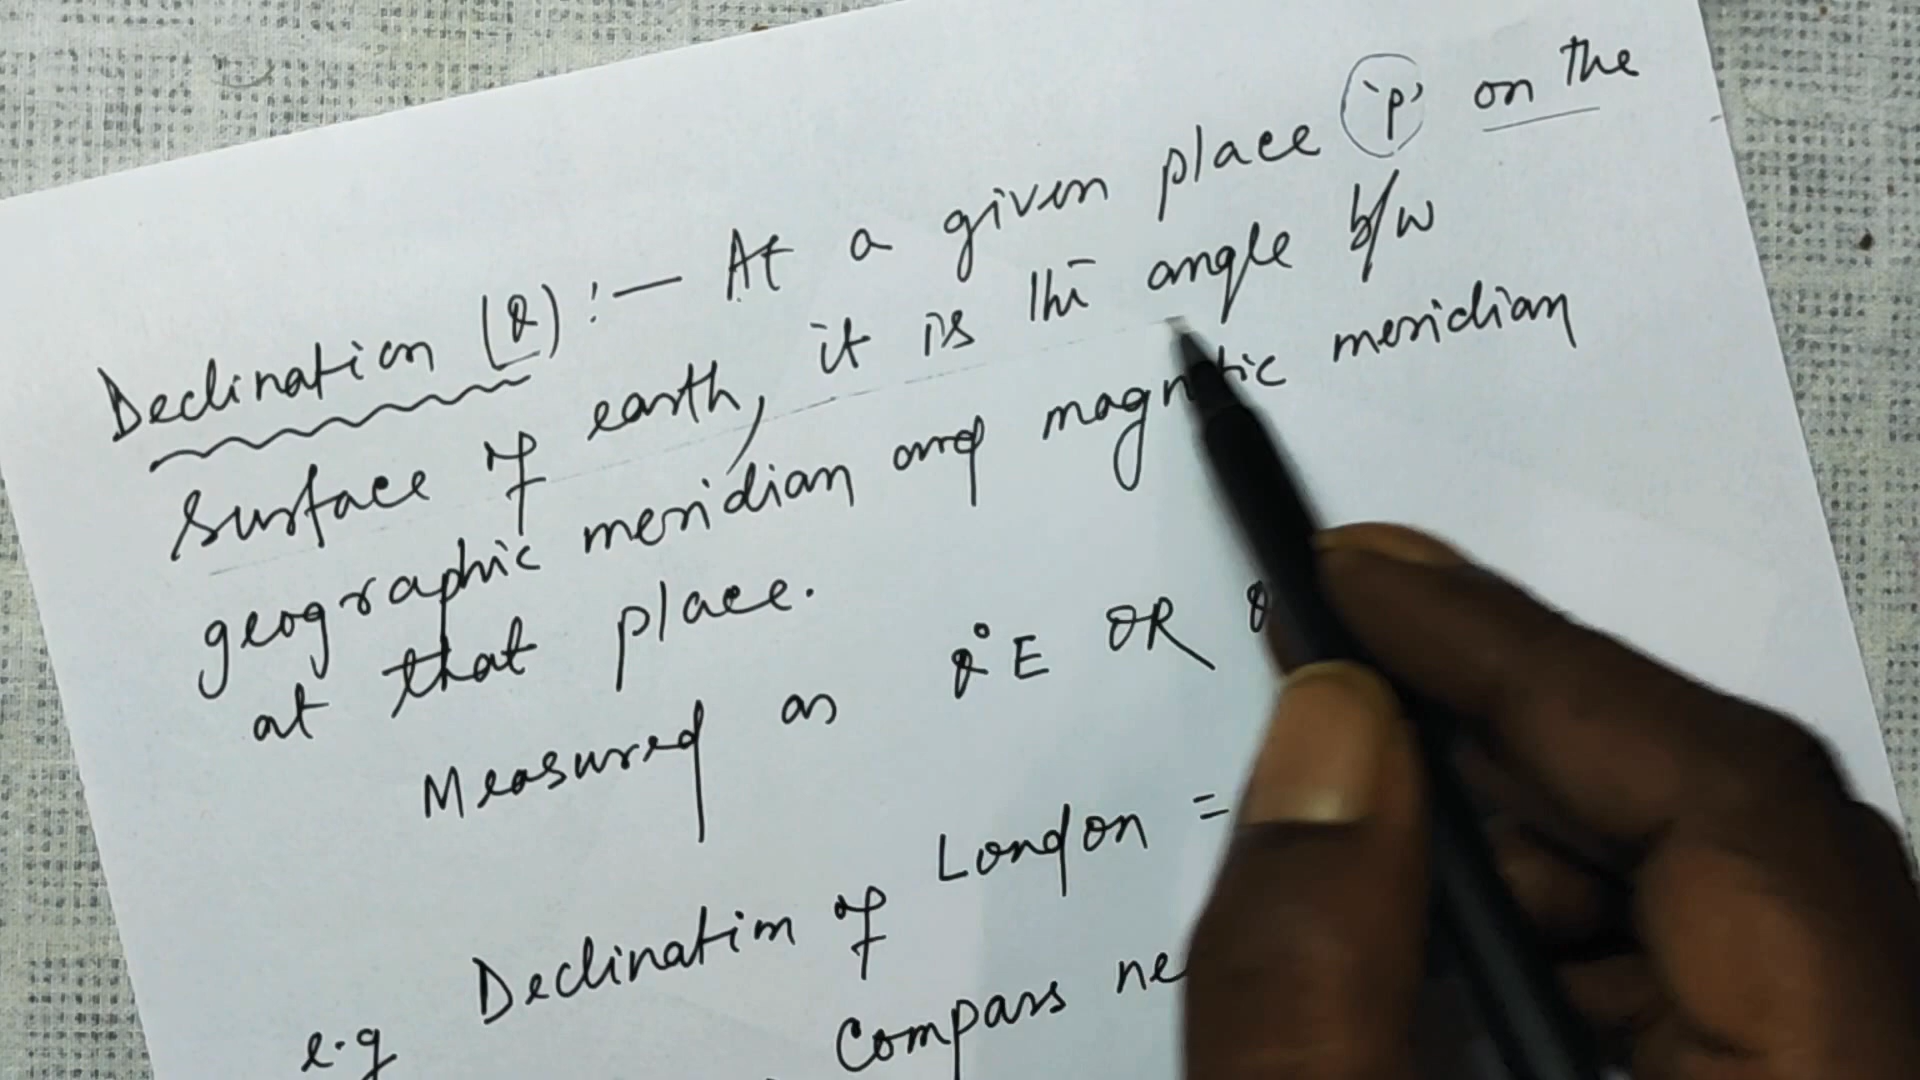 Declination (θ) :— At a given place 'P' on the
surface of earth, it is the angle b/w
geographic meridian and magnetic meridian
at that place.
Measured as θ°E OR θ
e.g Declination of London =
Compass ne